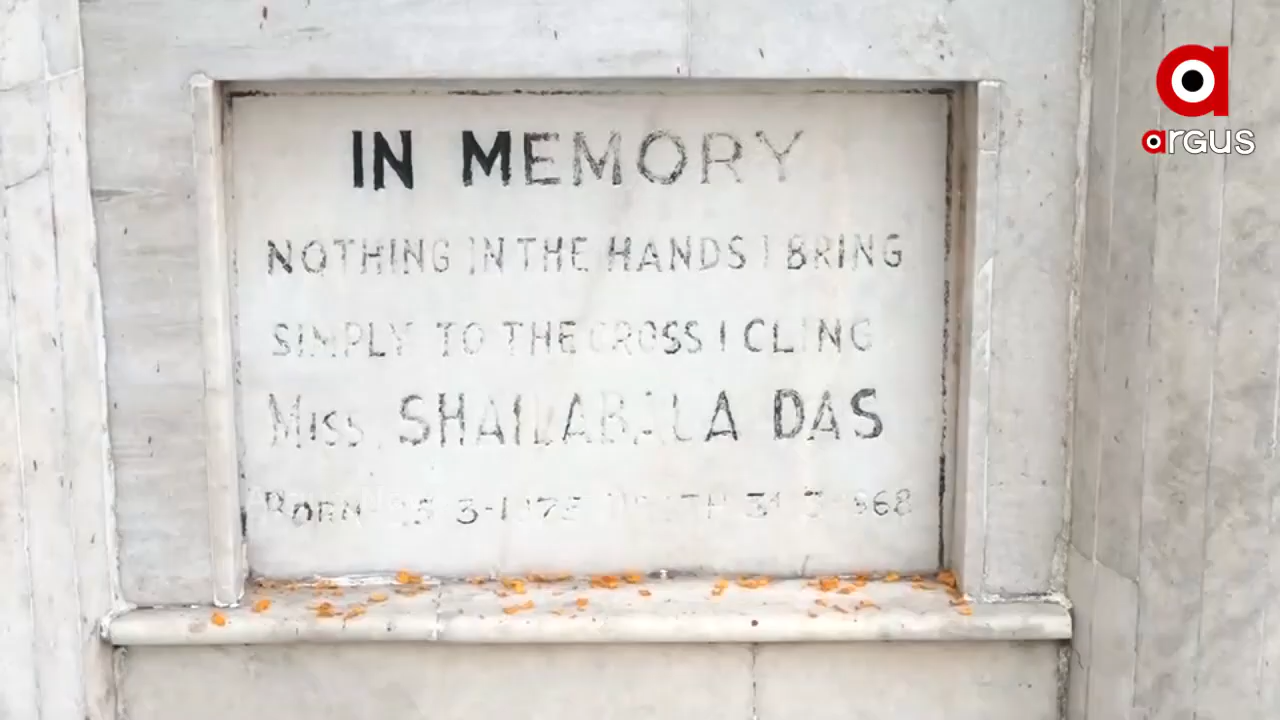 IN MEMORY
NOTHING IN THE HANDS I BRING
SIMPLY TO THE CROSS I CLING
MISS SHAILABALA DAS
BORN
argus